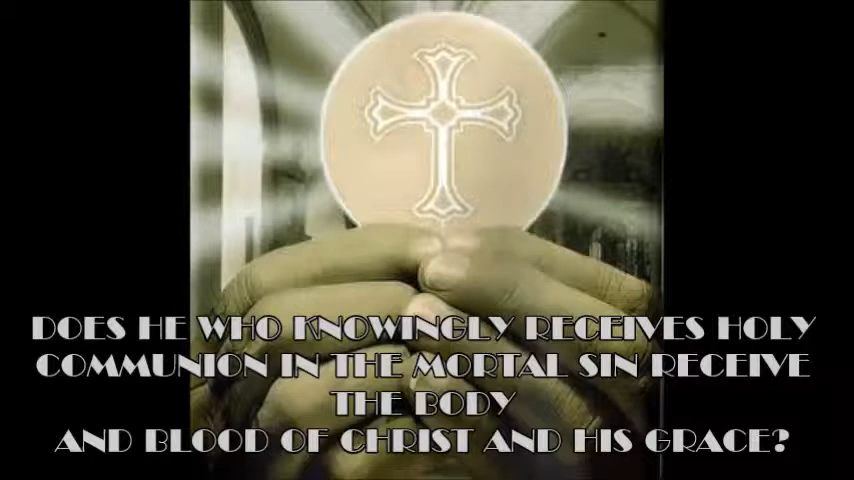 DOES HE WHO KNOWINGLY RECEIVES HOLY
COMMUNION IN THE MORTAL SIN RECEIVE
THE BODY
AND BLOOD OF CHRIST AND HIS GRACE?